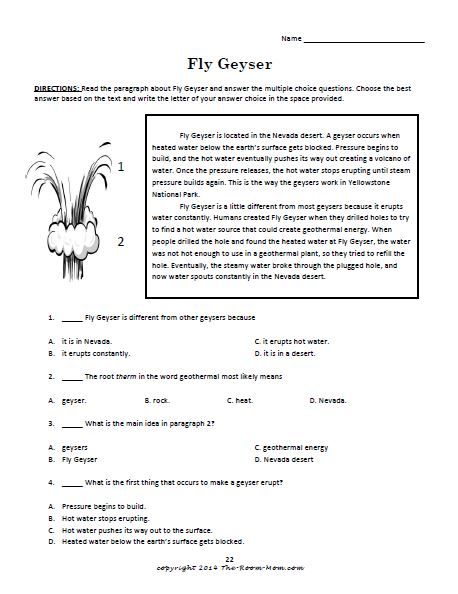 Name ____________________
Fly Geyser
DIRECTIONS: Read the paragraph about Fly Geyser and answer the multiple choice questions. Choose the best
answer based on the text and write the letter of your answer choice in the space provided.
Fly Geyser is located in the Nevada desert. A geyser occurs when
heated water below the earth's surface gets blocked. Pressure begins to
build, and the hot water eventually pushes its way out creating a volcano of
water. Once the pressure releases, the hot water stops erupting until steam
pressure builds again. This is the way the geysers work in Yellowstone
National Park.
Fly Geyser is a little different from most geysers because it erupts
water constantly. Humans created Fly Geyser when they drilled holes to try
to find a hot water source that could create geothermal energy. When
people drilled the hole and found the heated water at Fly Geyser, the water
was not hot enough to use in a geothermal plant, so they tried to refill the
hole. Eventually, the steamy water broke through the plugged hole, and
now water spouts constantly in the Nevada desert.
1
2
1. _____ Fly Geyser is different from other geysers because
A. it is in Nevada. C. it erupts hot water.
B. it erupts constantly. D. it is in a desert.
2. _____ The root therm in the word geothermal most likely means
A. geyser. B. rock. C. heat. D. Nevada.
3. _____ What is the main idea in paragraph 2?
A. geysers C. geothermal energy
B. Fly Geyser D. Nevada desert
4. _____ What is the first thing that occurs to make a geyser erupt?
A. Pressure begins to build.
B. Hot water stops erupting.
C. Hot water pushes its way out to the surface.
D. Heated water below the earth's surface gets blocked.
22
copyright 2014 The-Room-Mom.com